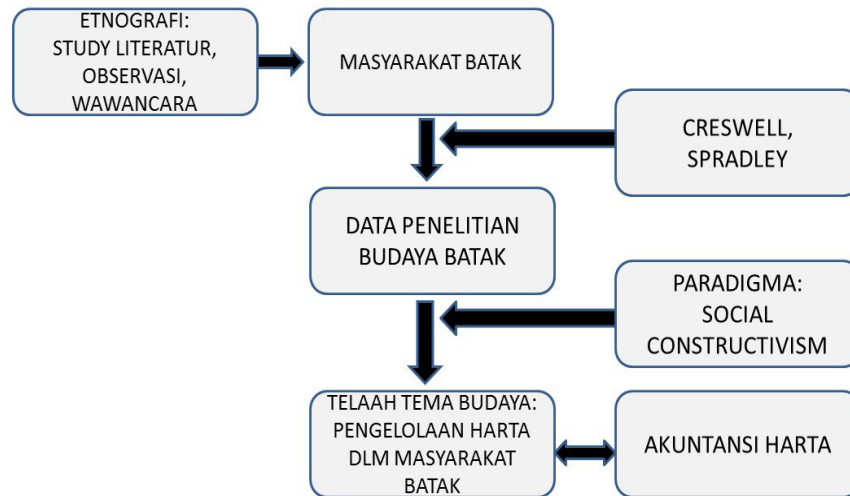 ETNOGRAFI:
STUDY LITERATUR,
OBSERVASI,
WAWANCARA
MASYARAKAT BATAK
CRESWELL,
SPRADLEY
DATA PENELITIAN
BUDAYA BATAK
PARADIGMA:
SOCIAL
CONSTRUCTIVISM
TELAAH TEMA BUDAYA:
PENGELOLAAN HARTA
DLM MASYARAKAT
BATAK
AKUNTANSI HARTA